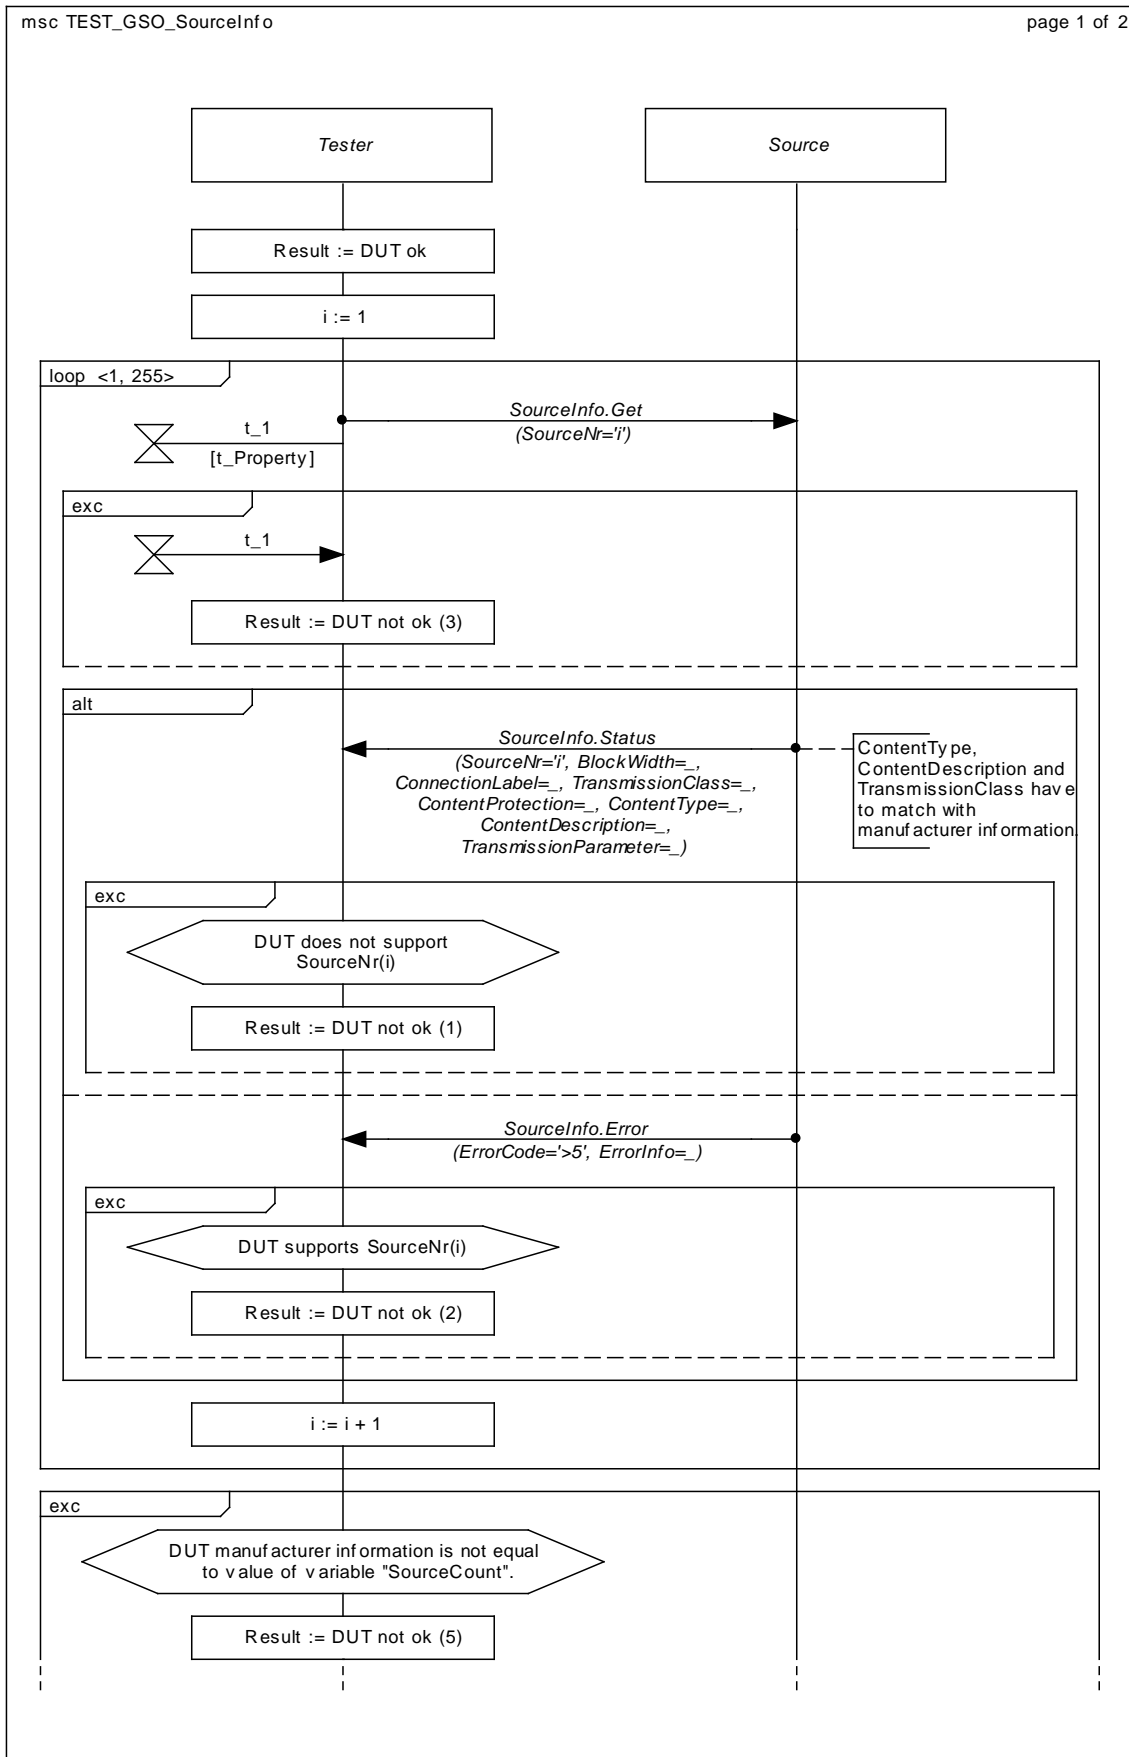 msc TEST_GSO_SourceInfo
page 1 of 2
Tester
Source
Result := DUT ok
i := 1
loop <1, 255>
SourceInfo.Get
(SourceNr='i')
t_1
[t_Property]
exc
t_1
Result := DUT not ok (3)
alt
SourceInfo.Status
(SourceNr='i', BlockWidth=_,
ConnectionLabel=_, TransmissionClass=_,
ContentProtection=_, ContentType=_,
ContentDescription=_,
TransmissionParameter=_)
ContentType,
ContentDescription and
TransmissionClass have
to match with
manufacturer information.
exc
DUT does not support
SourceNr(i)
Result := DUT not ok (1)
SourceInfo.Error
(ErrorCode='>5', ErrorInfo=_)
exc
DUT supports SourceNr(i)
Result := DUT not ok (2)
i := i + 1
exc
DUT manufacturer information is not equal
to value of variable "SourceCount".
Result := DUT not ok (5)